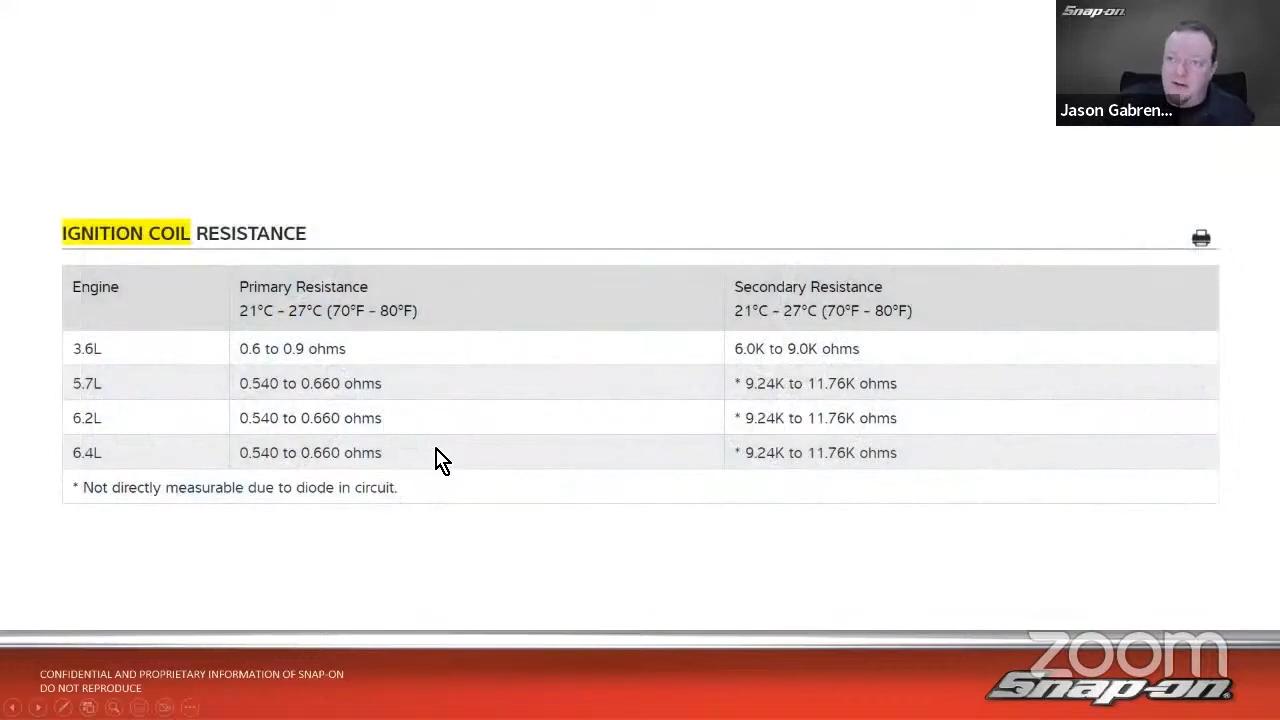 Snap-on
Jason Gabren...
IGNITION COIL RESISTANCE
Engine
Primary Resistance
21°C - 27°C (70°F - 80°F)
Secondary Resistance
21°C - 27°C (70°F - 80°F)
3.6L
0.6 to 0.9 ohms
6.0K to 9.0K ohms
5.7L
0.540 to 0.660 ohms
* 9.24K to 11.76K ohms
6.2L
0.540 to 0.660 ohms
* 9.24K to 11.76K ohms
6.4L
0.540 to 0.660 ohms
* 9.24K to 11.76K ohms
* Not directly measurable due to diode in circuit.
CONFIDENTIAL AND PROPRIETARY INFORMATION OF SNAP-ON
DO NOT REPRODUCE
zoom
Snap-on®